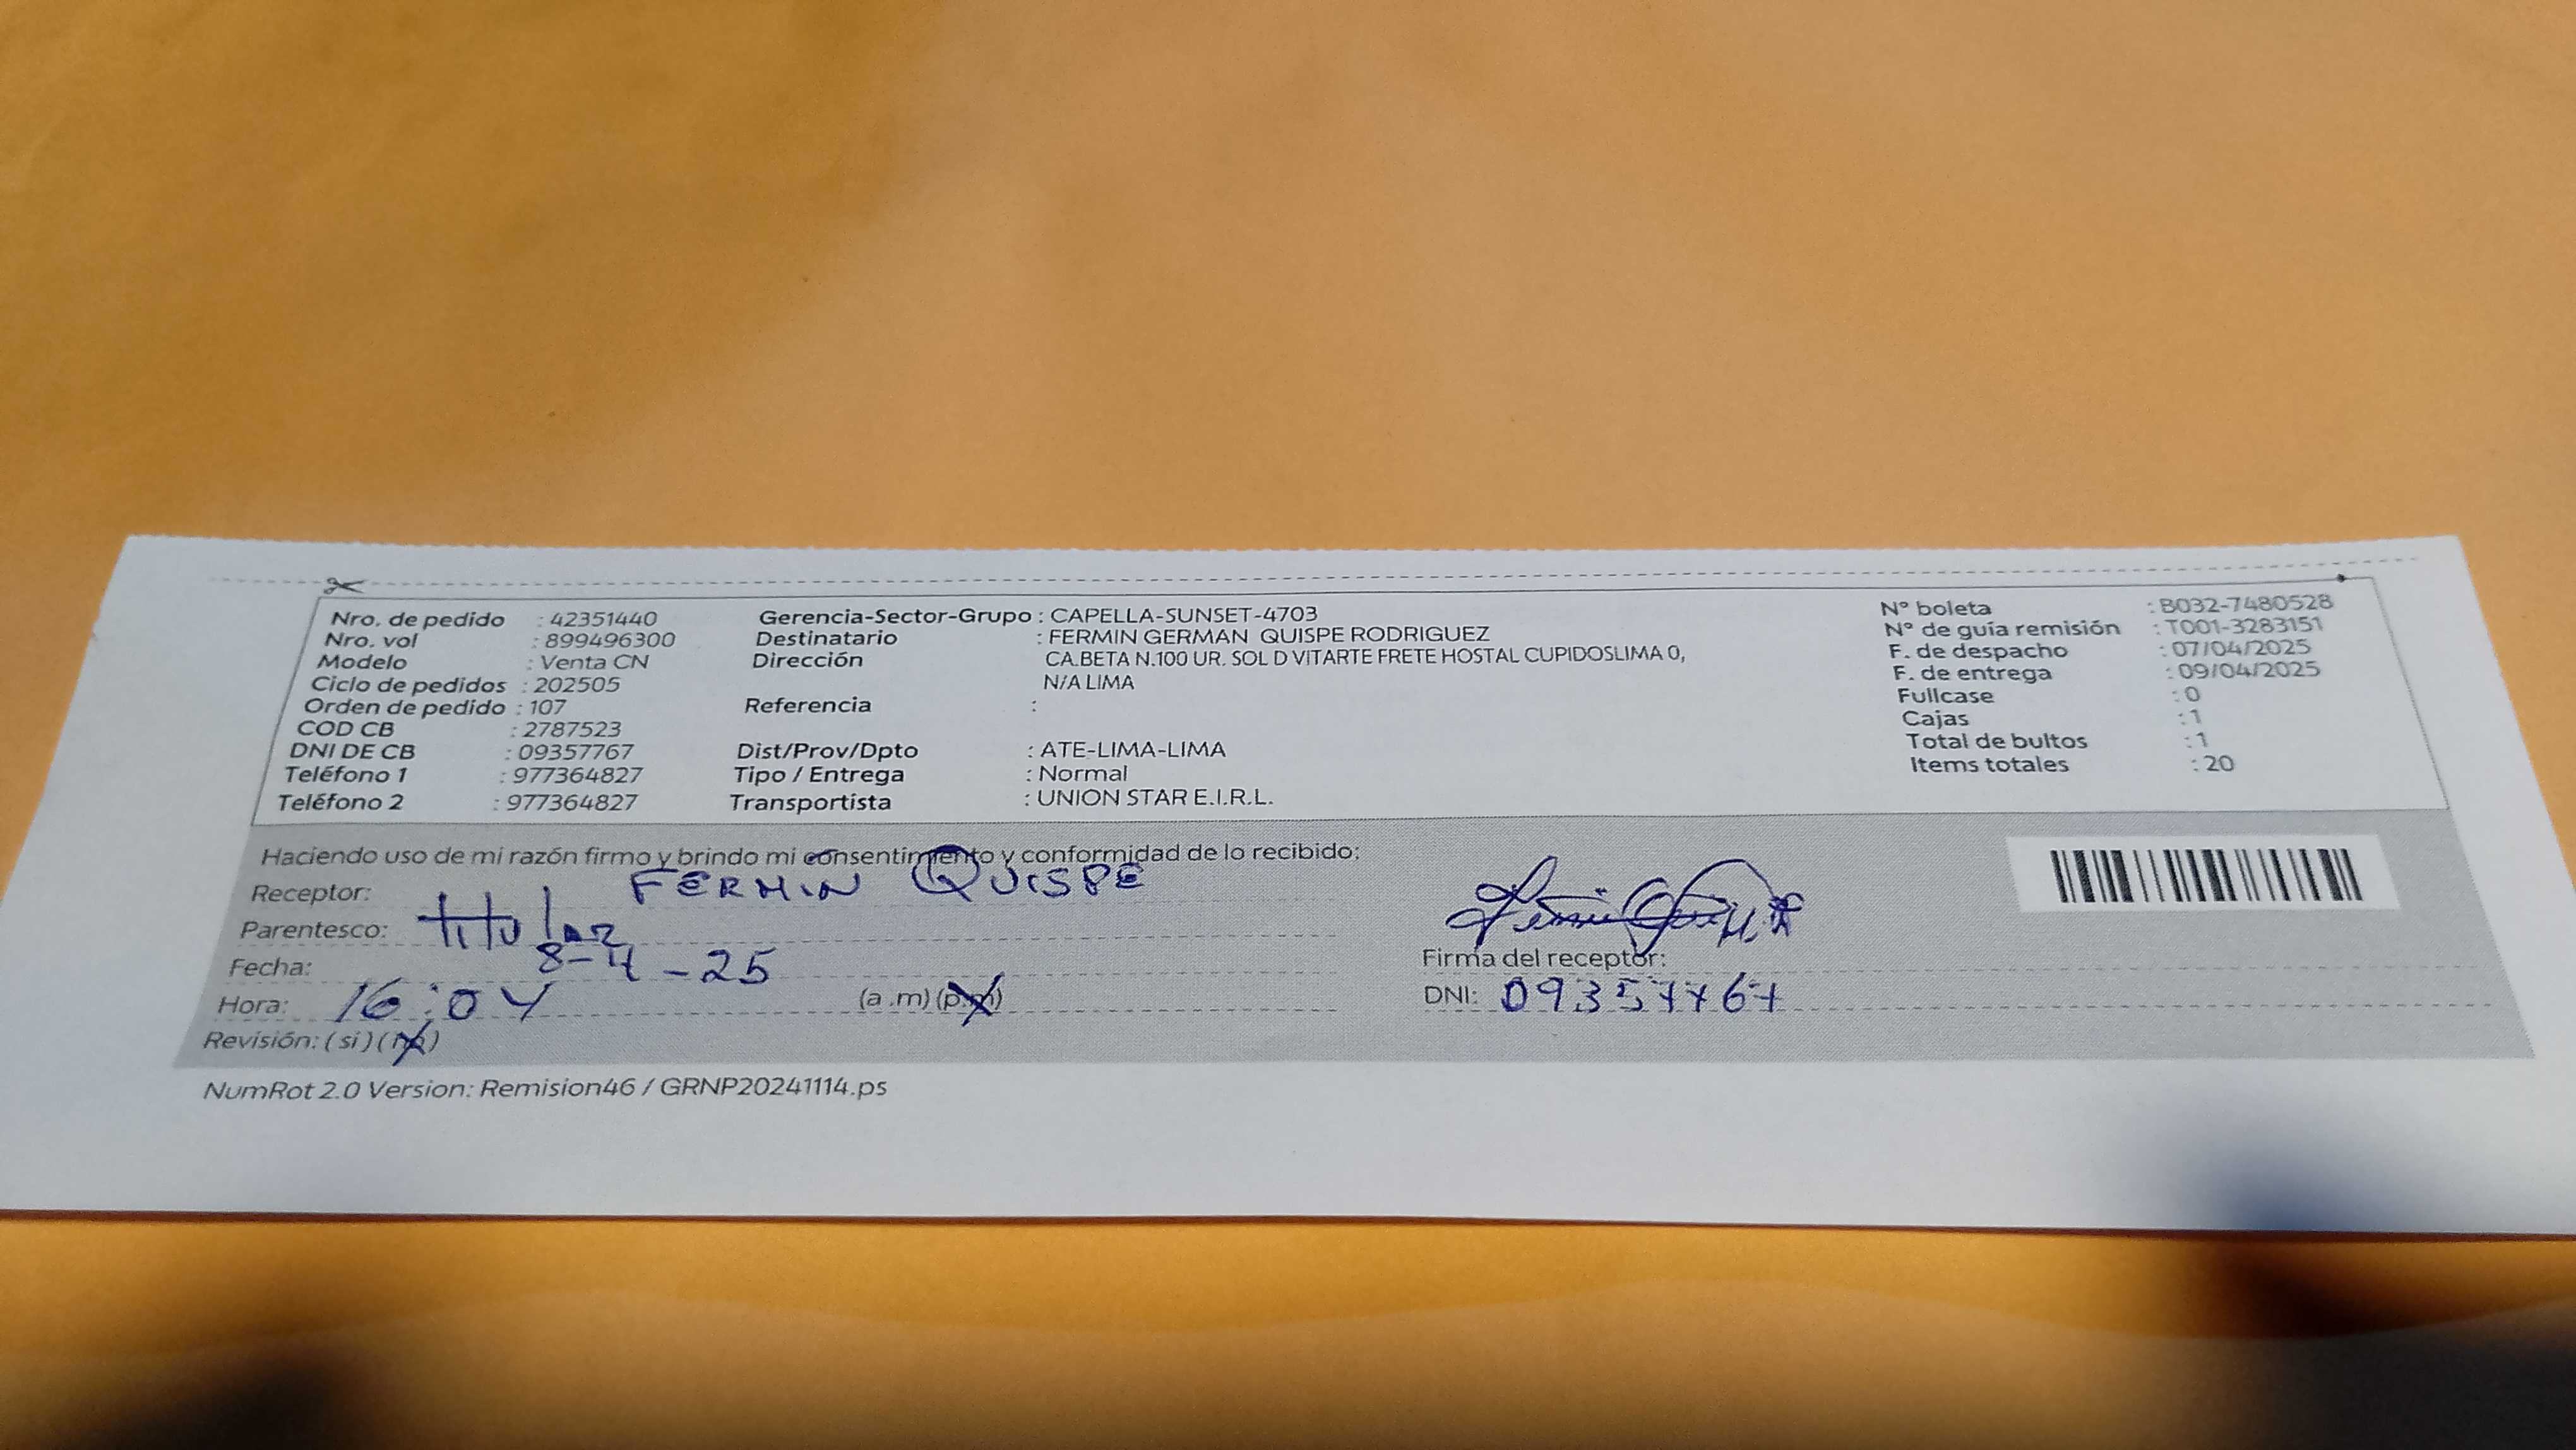 Nro. de pedido : 42351440
Nro. vol : 899496300
Modelo : Venta CN
Ciclo de pedidos : 202505
Orden de pedido : 107
COD CB : 2787523
DNI DE CB : 09357767
Teléfono 1 : 977364827
Teléfono 2 : 977364827
Gerencia-Sector-Grupo : CAPELLA-SUNSET-4703
Destinatario : FERMIN GERMAN QUISPE RODRIGUEZ
Dirección : CA.BETA N.100 UR. SOL D VITARTE FRETE HOSTAL CUPIDOSLIMA 0,
N/A LIMA
Referencia :
Dist/Prov/Dpto : ATE-LIMA-LIMA
Tipo / Entrega : Normal
Transportista : UNION STAR E.I.R.L.
N° boleta : B032-7480528
N° de guía remisión : T001-3283151
F. de despacho : 07/04/2025
F. de entrega : 09/04/2025
Fullcase : 0
Cajas : 1
Total de bultos : 1
Items totales : 20
Haciendo uso de mi razón firmo y brindo mi consentimiento y conformidad de lo recibido:
Receptor: FERMIN QUISPE
Parentesco: titular
Fecha: 8-4-25
Hora: 16:04 (a .m) (p.m)
Revisión: ( si ) ( no )
Firma del receptor:
DNI: 09357767
NumRot 2.0 Version: Remision46 / GRNP20241114.ps